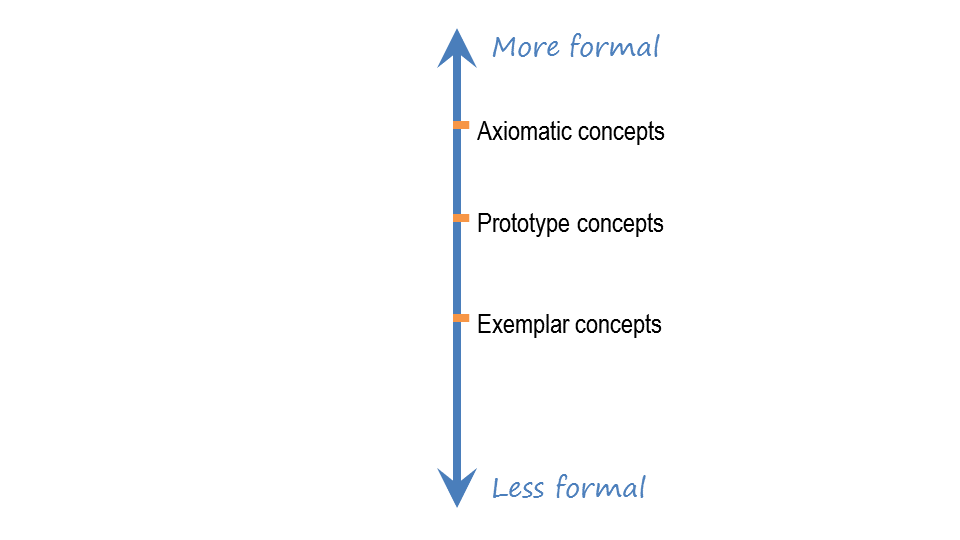 More formal
Axiomatic concepts
Prototype concepts
Exemplar concepts
Less formal